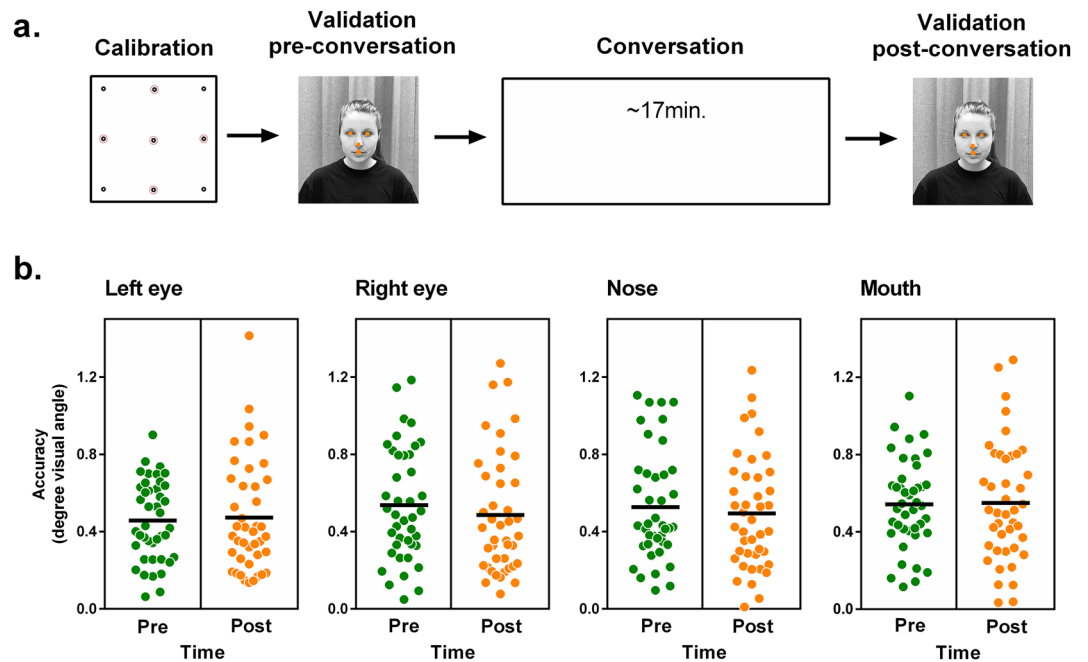 a.
Calibration
Validation
pre-conversation
Conversation
Validation
post-conversation
~17min.
b.
Left eye
Right eye
Nose
Mouth
Accuracy
(degree visual angle)
1.2
0.8
0.4
0.0
Pre
Post
Time
1.2
0.8
0.4
0.0
Pre
Post
Time
1.2
0.8
0.4
0.0
Pre
Post
Time
1.2
0.8
0.4
0.0
Pre
Post
Time